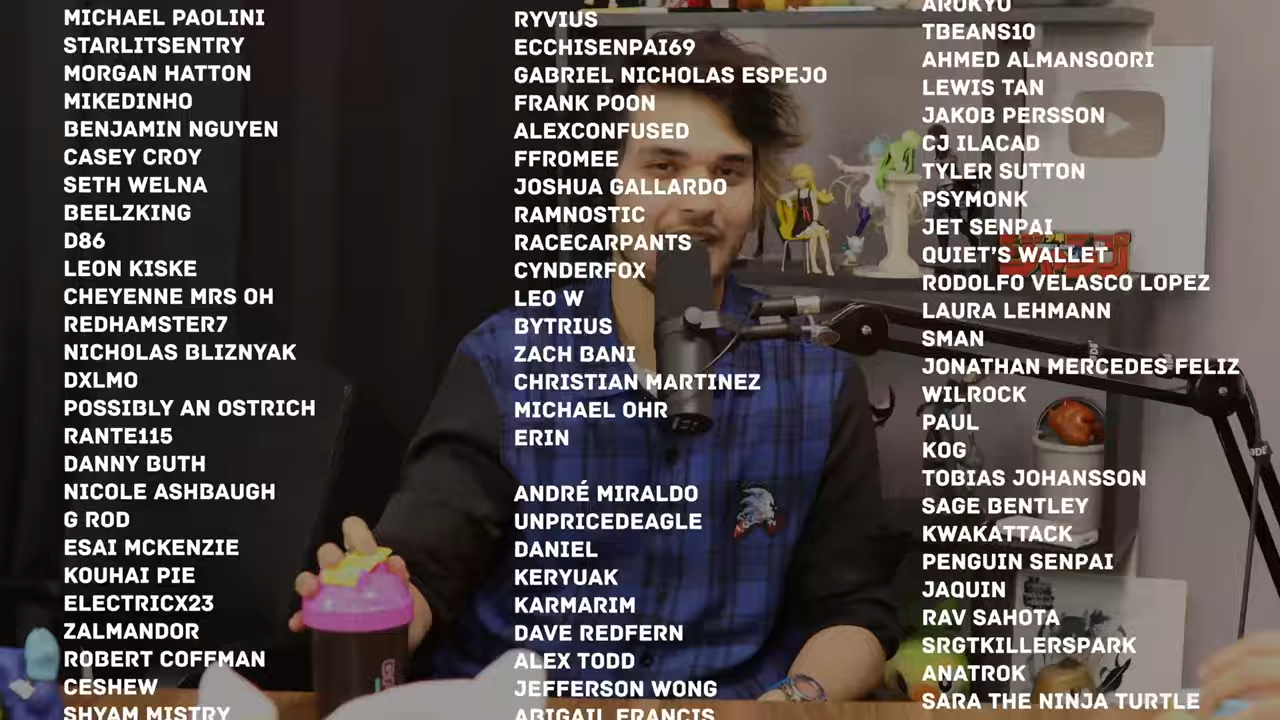 MICHAEL PAOLINI
STARLITSENTRY
MORGAN HATTON
MIKEDINHO
BENJAMIN NGUYEN
CASEY CROY
SETH WELNA
BEELZKING
D86
LEON KISKE
CHEYENNE MRS OH
REDHAMSTER7
NICHOLAS BLIZNYAK
DXLMO
POSSIBLY AN OSTRICH
RANTE115
DANNY BUTH
NICOLE ASHBAUGH
G ROD
ESAI MCKENZIE
KOUHAI PIE
ELECTRICX23
ZALMANDOR
ROBERT COFFMAN
CESHEW
SHYAM MISTRY
RYVIUS
ECCHISENPAI69
GABRIEL NICHOLAS ESPEJO
FRANK POON
ALEXCONFUSED
FFROMEE
JOSHUA GALLARDO
RAMNOSTIC
RACECARPANTS
CYNDERFOX
LEO W
BYTRIUS
ZACH BANI
CHRISTIAN MARTINEZ
MICHAEL OHR
ERIN
ANDRÉ MIRALDO
UNPRICEDEAGLE
DANIEL
KERYUAK
KARMARIM
DAVE REDFERN
ALEX TODD
JEFFERSON WONG
ABIGAIL FRANCIS
AROKYO
TBEANS10
AHMED ALMANSOORI
LEWIS TAN
JAKOB PERSSON
CJ ILACAD
TYLER SUTTON
PSYMONK
JET SENPAI
QUIET'S WALLET
RODOLFO VELASCO LOPEZ
LAURA LEHMANN
SMAN
JONATHAN MERCEDES FELIZ
WILROCK
PAUL
KOG
TOBIAS JOHANSSON
SAGE BENTLEY
KWAKATTACK
PENGUIN SENPAI
JAQUIN
RAV SAHOTA
SRGTKILLERSPARK
ANATROK
SARA THE NINJA TURTLE